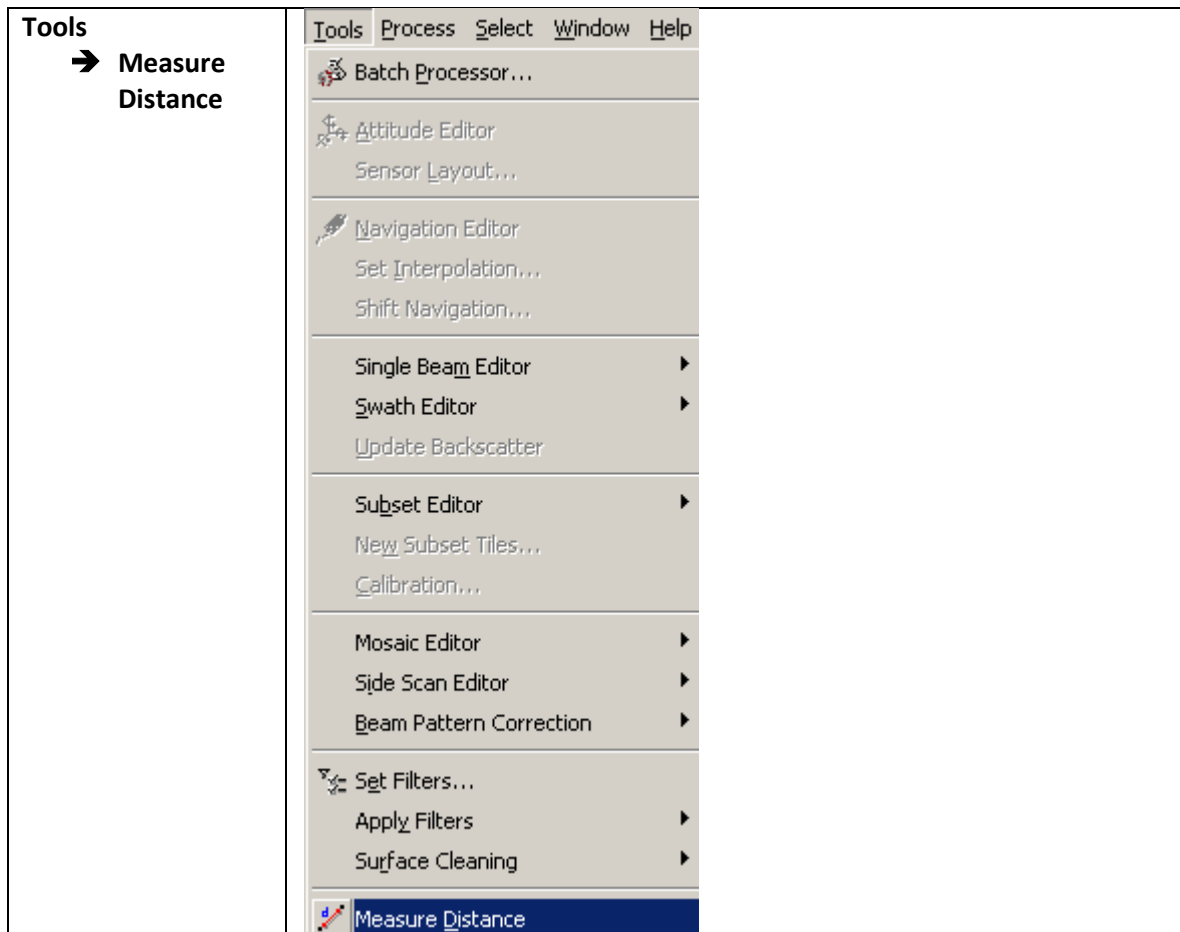 Tools
➔ Measure
Distance
Tools Process Select Window Help
Batch Processor...
Attitude Editor
Sensor Layout...
Navigation Editor
Set Interpolation...
Shift Navigation...
Single Beam Editor
Swath Editor
Update Backscatter
Subset Editor
New Subset Tiles...
Calibration...
Mosaic Editor
Side Scan Editor
Beam Pattern Correction
Set Filters...
Apply Filters
Surface Cleaning
Measure Distance